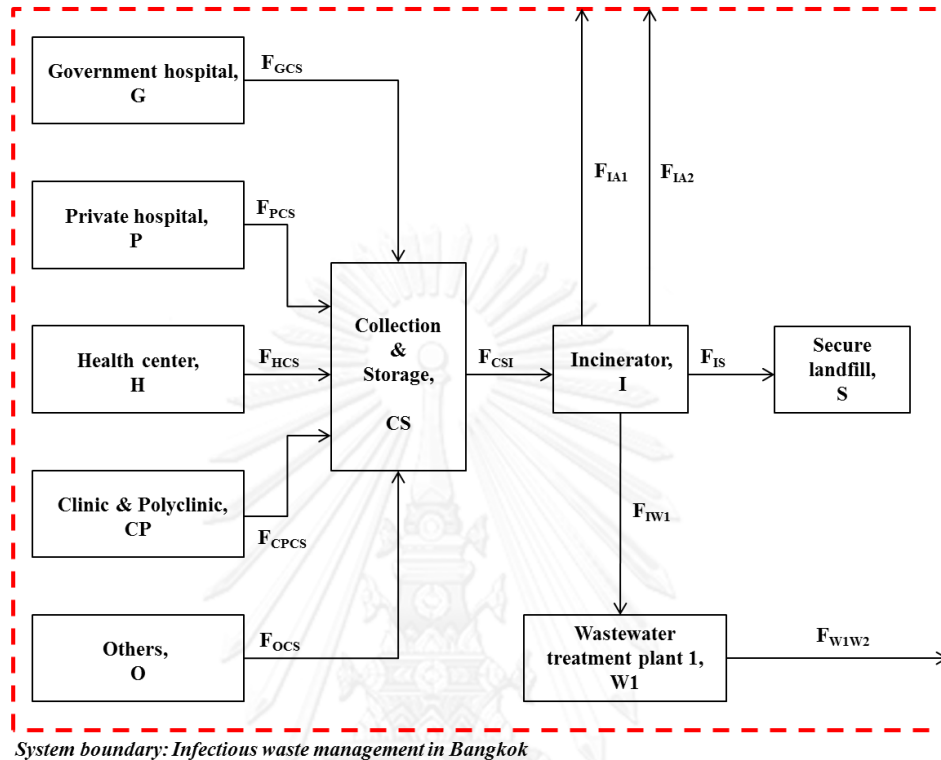 Government hospital,
G
F_GCS
F_IA1
F_IA2
Private hospital,
P
F_PCS
Collection
&
Storage,
CS
Health center,
H
F_HCS
F_CSI
Incinerator,
I
F_IS
Secure
landfill,
S
Clinic & Polyclinic,
CP
F_CPCS
F_IW1
Others,
O
F_OCS
Wastewater
treatment plant 1,
W1
F_W1W2
System boundary: Infectious waste management in Bangkok